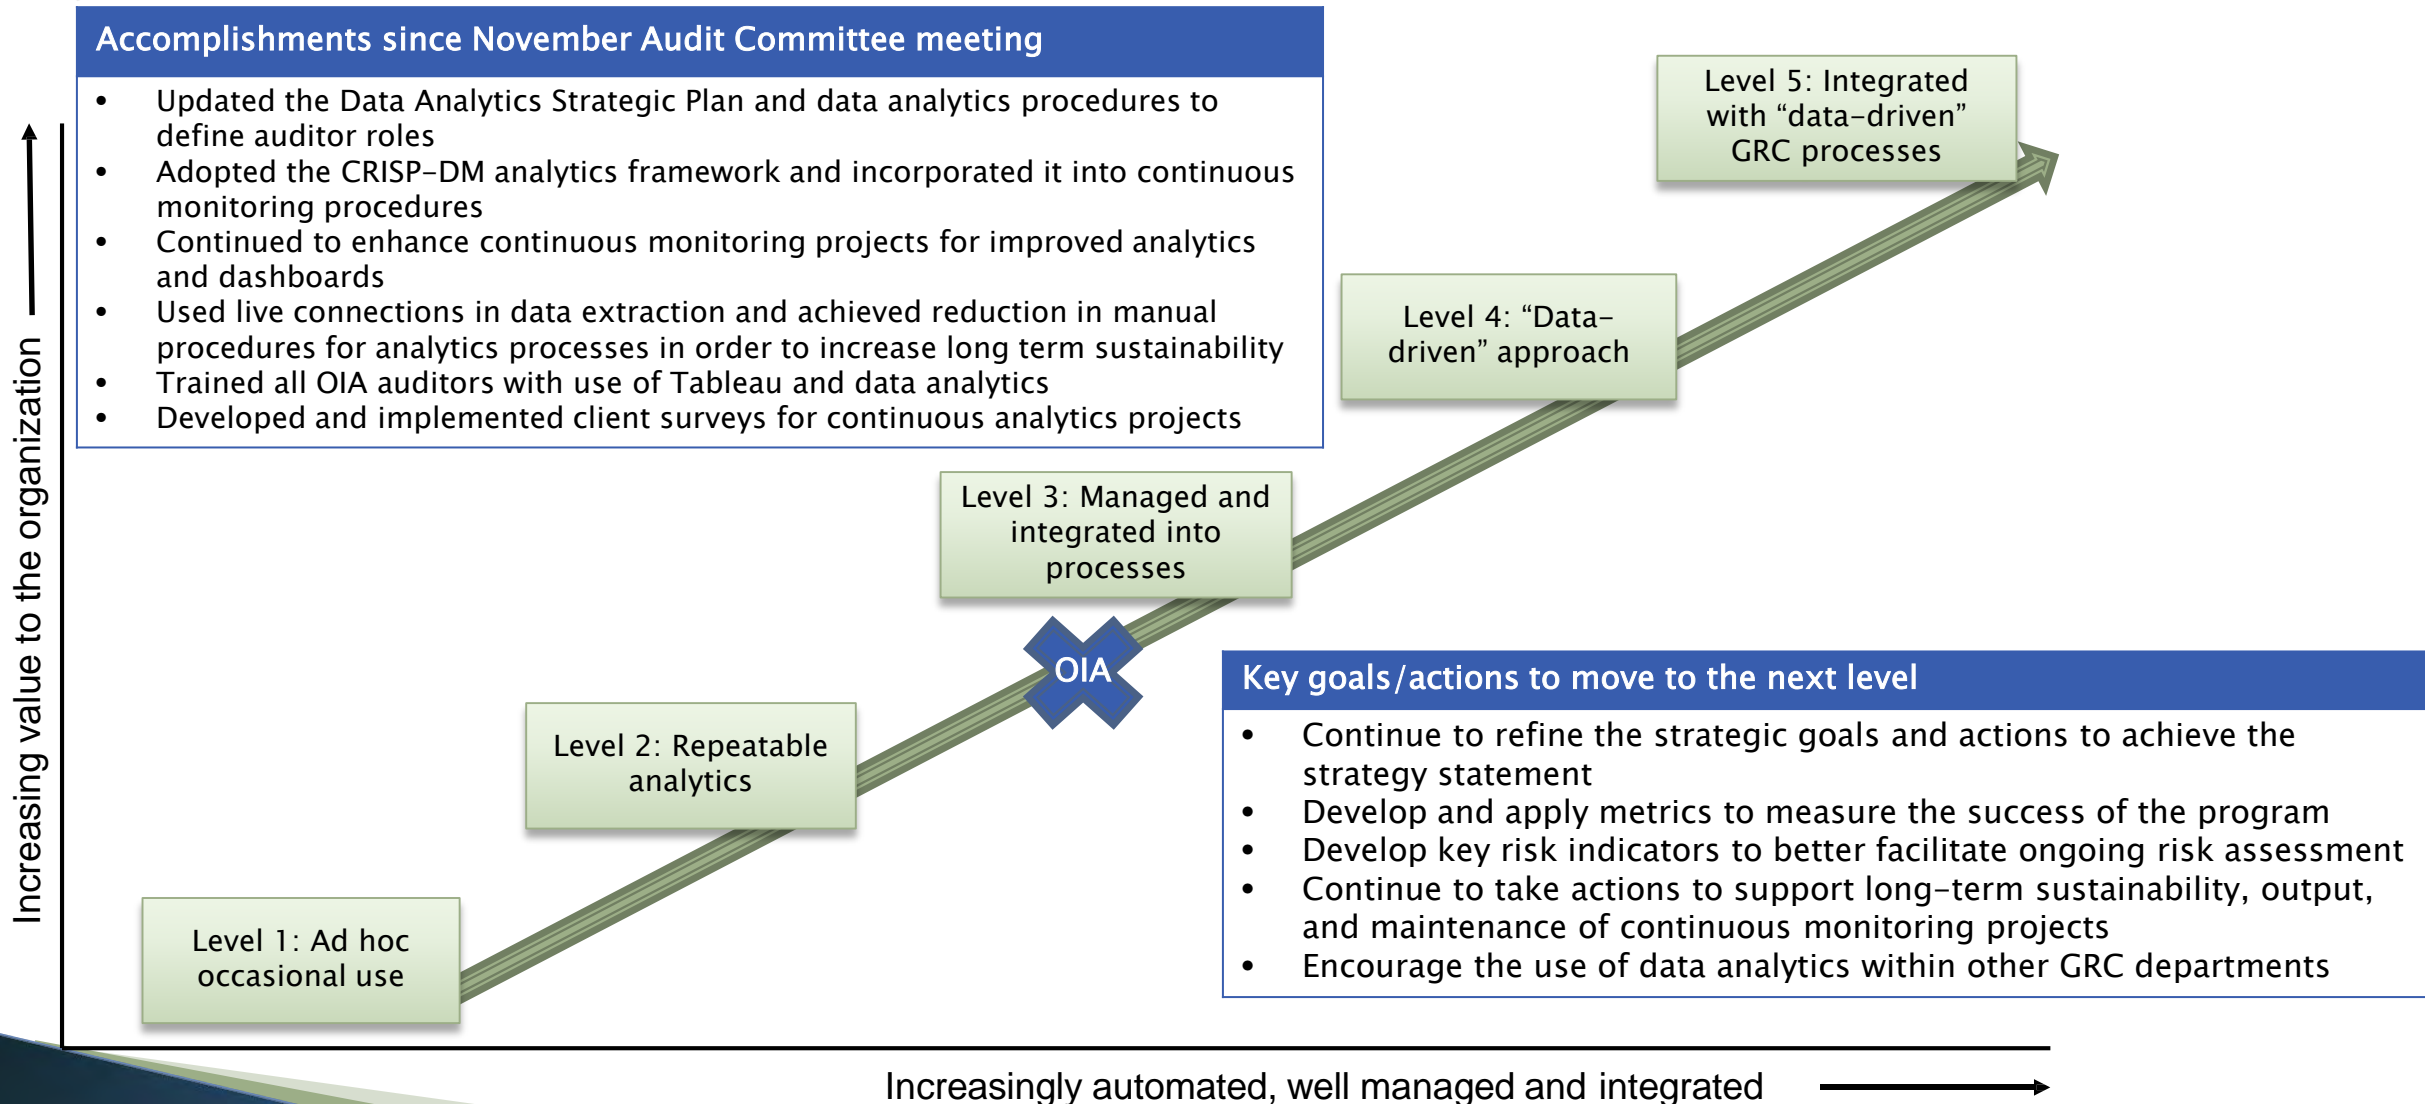 Accomplishments since November Audit Committee meeting
• Updated the Data Analytics Strategic Plan and data analytics procedures to
define auditor roles
• Adopted the CRISP-DM analytics framework and incorporated it into continuous
monitoring procedures
• Continued to enhance continuous monitoring projects for improved analytics
and dashboards
• Used live connections in data extraction and achieved reduction in manual
procedures for analytics processes in order to increase long term sustainability
• Trained all OIA auditors with use of Tableau and data analytics
• Developed and implemented client surveys for continuous analytics projects
Level 5: Integrated
with “data-driven”
GRC processes
Level 4: “Data-
driven” approach
Level 3: Managed and
integrated into
processes
OIA
Level 2: Repeatable
analytics
Level 1: Ad hoc
occasional use
Key goals/actions to move to the next level
• Continue to refine the strategic goals and actions to achieve the
strategy statement
• Develop and apply metrics to measure the success of the program
• Develop key risk indicators to better facilitate ongoing risk assessment
• Continue to take actions to support long-term sustainability, output,
and maintenance of continuous monitoring projects
• Encourage the use of data analytics within other GRC departments
Increasing value to the organization
Increasingly automated, well managed and integrated